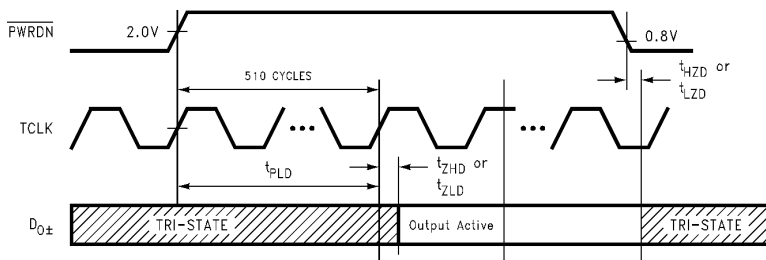 PWRDN
2.0V
0.8V
510 CYCLES
tHZD or
tLZD
TCLK
tPLD
tZHD or
tZLD
DO±
TRI-STATE
Output Active
TRI-STATE